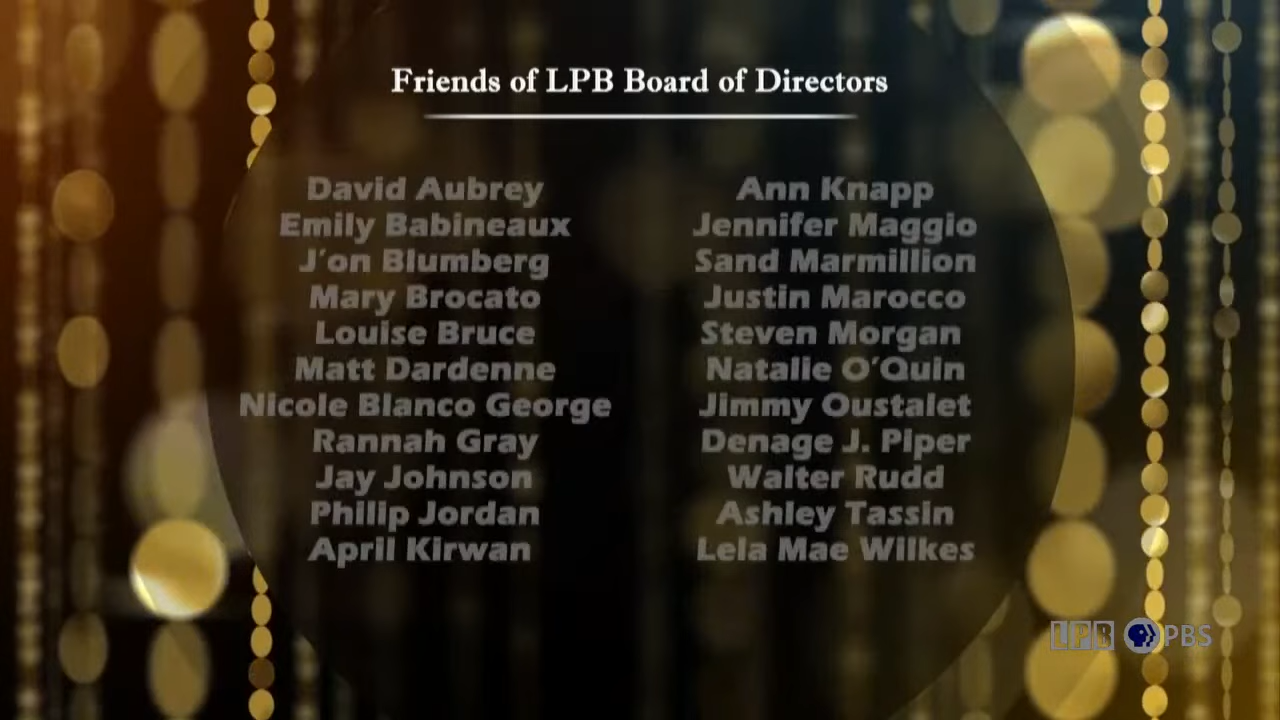 Friends of LPB Board of Directors
David Aubrey
Emily Babineaux
J'on Blumberg
Mary Brocato
Louise Bruce
Matt Dardenne
Nicole Blanco George
Rannah Gray
Jay Johnson
Philip Jordan
April Kirwan
Ann Knapp
Jennifer Maggio
Sand Marmillion
Justin Marocco
Steven Morgan
Natalie O'Quin
Jimmy Oustalet
Denage J. Piper
Walter Rudd
Ashley Tassin
Lela Mae Wilkes
LPB PBS